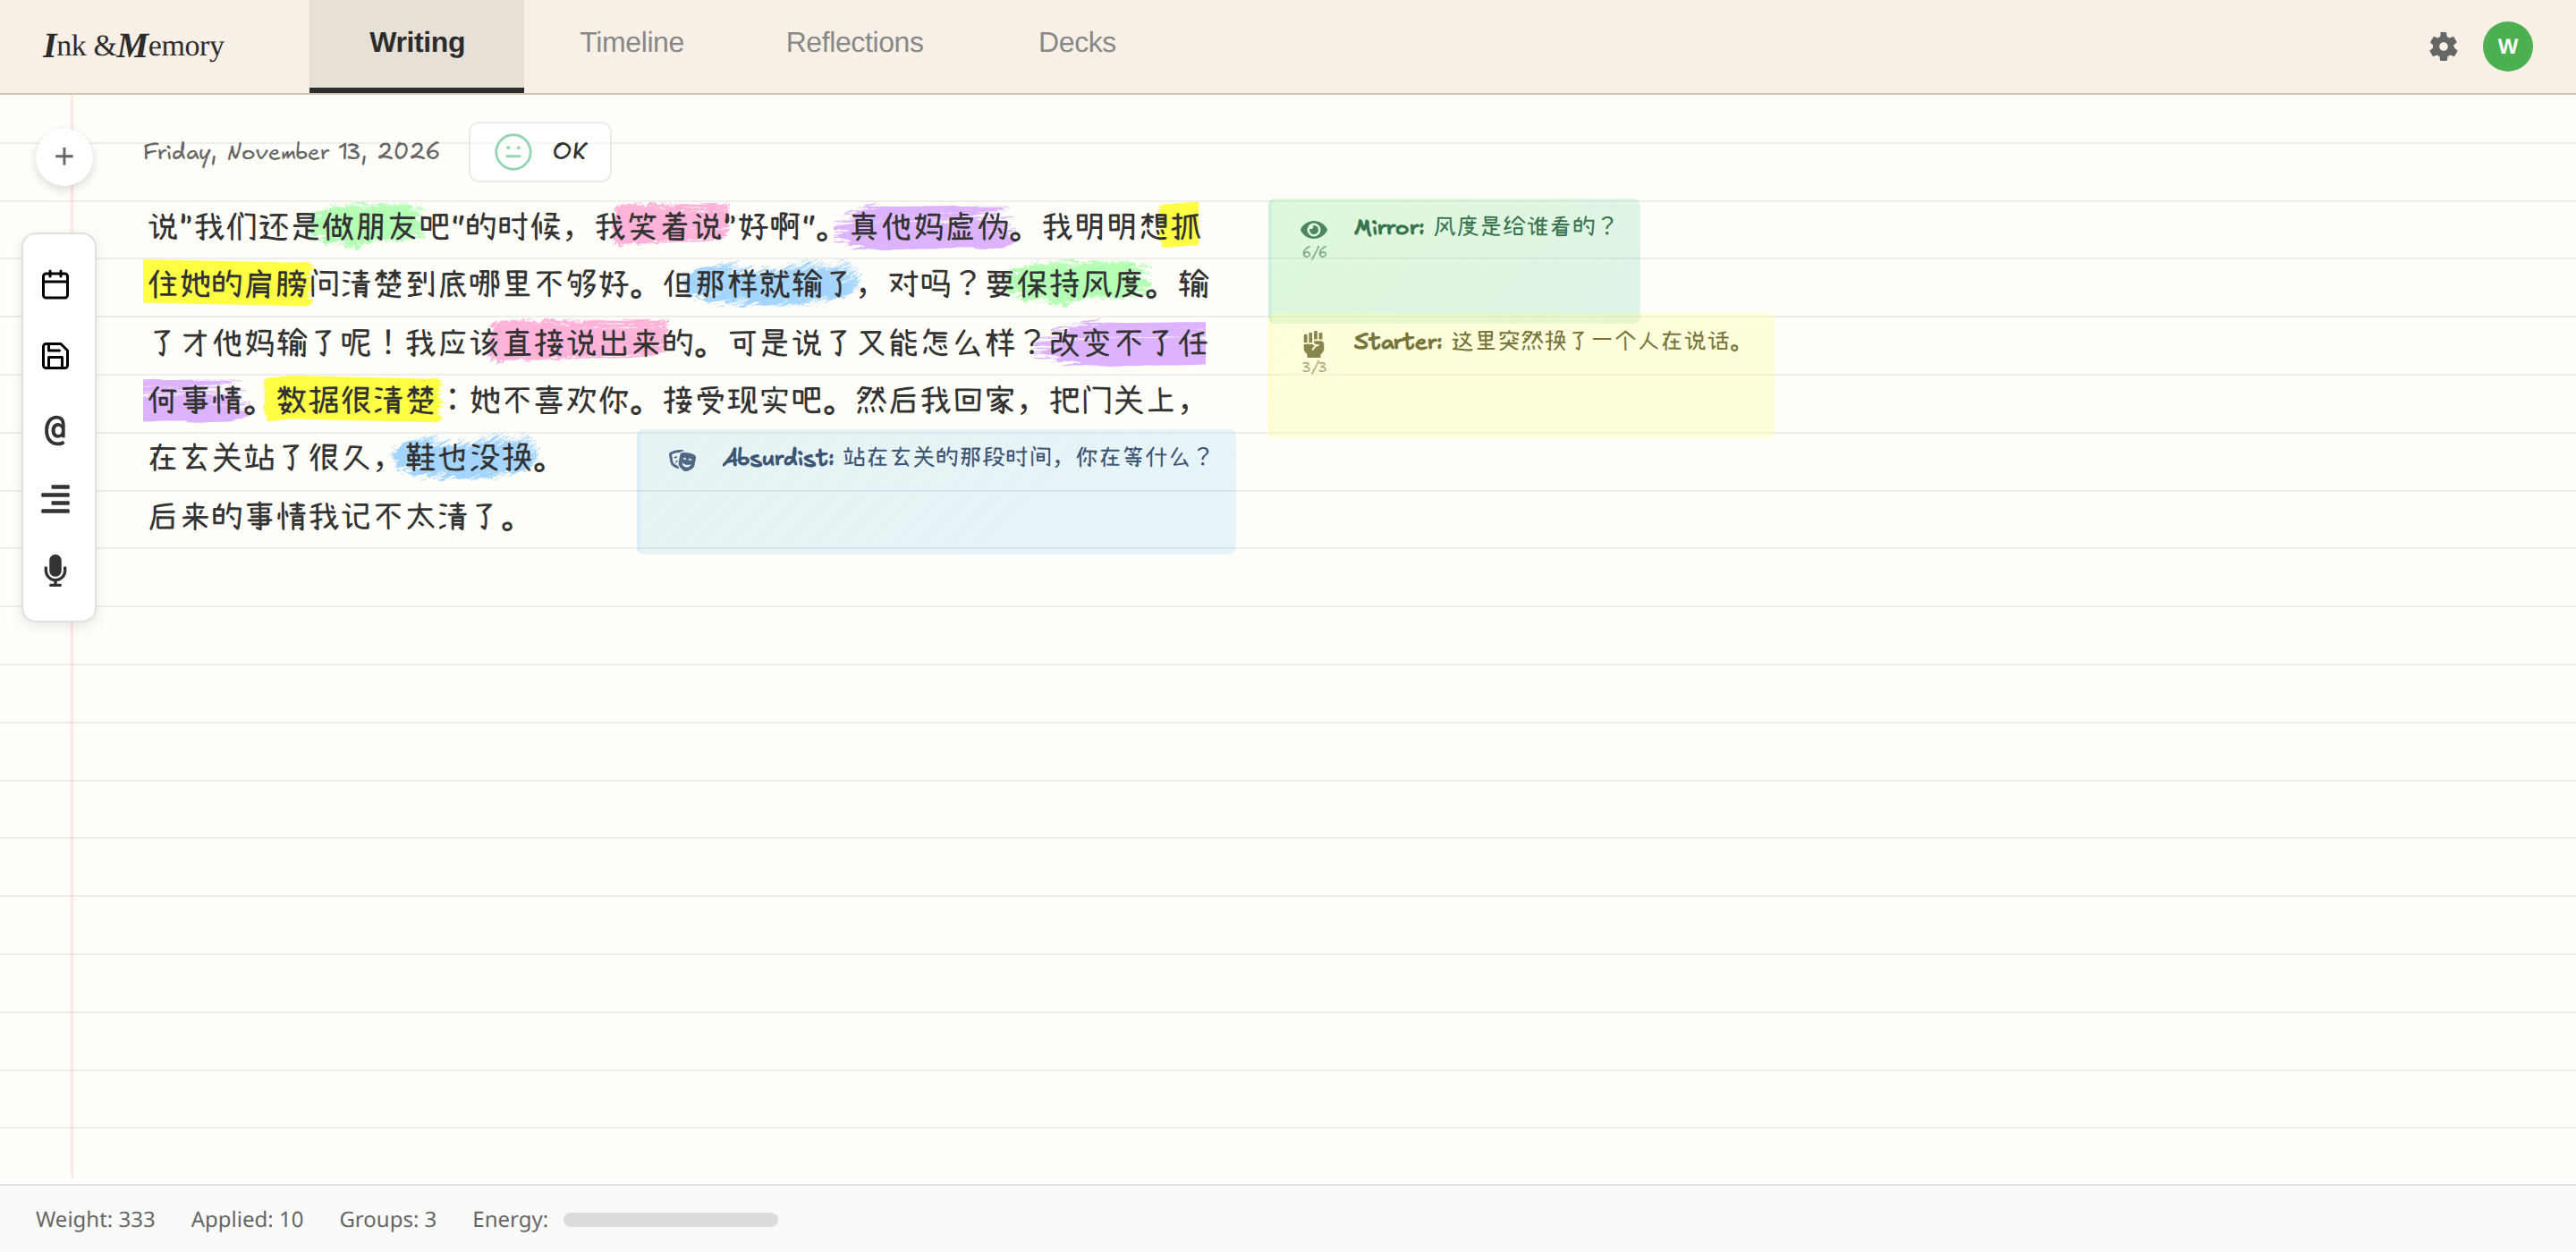 Ink &Memory
Writing
Timeline
Reflections
Decks
W
Friday, November 13, 2026
OK
说"我们还是做朋友吧"的时候，我笑着说"好啊"。真他妈虚伪。我明明想抓
住她的肩膀问清楚到底哪里不够好。但那样就输了，对吗？要保持风度。输
了才他妈输了呢！我应该直接说出来的。可是说了又能怎么样？改变不了任
何事情。数据很清楚：她不喜欢你。接受现实吧。然后我回家，把门关上，
在玄关站了很久，鞋也没换。
后来的事情我记不太清了。
Mirror: 风度是给谁看的？
6/6
Starter: 这里突然换了一个人在说话。
3/3
Absurdist: 站在玄关的那段时间，你在等什么？
Weight: 333
Applied: 10
Groups: 3
Energy: